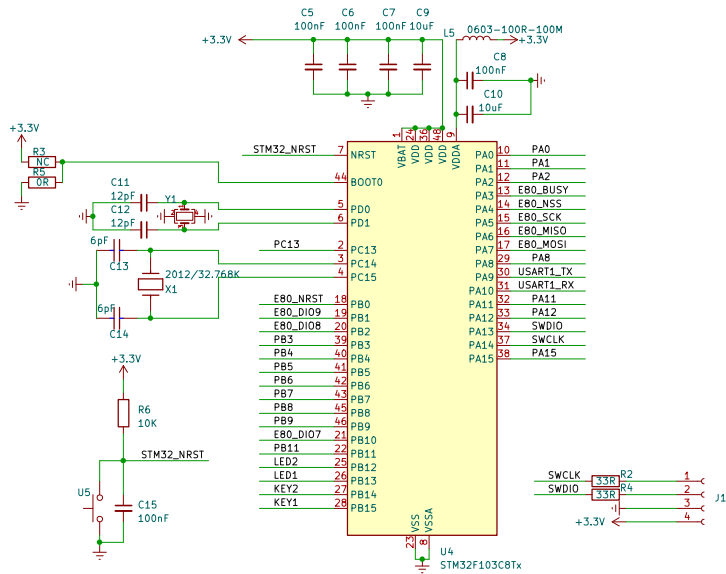 C5 C6 C7 C9
100nF 100nF 100nF 10uF
+3.3V
L5 0603-100R-100M
+3.3V
C8
100nF
C10
10uF
1 24 36 48 9
VBAT VDD VDD VDD VDDA
+3.3V
R3
NC
R5
0R
STM32_NRST 7 NRST
44 BOOT0
C11
12pF
C12
12pF
Y1
5 PD0
6 PD1
6pF
C13
2012/32.768K
X1
6pF
C14
PC13 2 PC13
3 PC14
4 PC15
E80_NRST 18 PB0
E80_DIO9 19 PB1
E80_DIO8 20 PB2
PB3 39 PB3
PB4 40 PB4
PB5 41 PB5
PB6 42 PB6
PB7 43 PB7
PB8 45 PB8
PB9 46 PB9
E80_DIO7 21 PB10
PB11 22 PB11
LED2 25 PB12
LED1 26 PB13
KEY2 27 PB14
KEY1 28 PB15
PA0 10 PA0
PA1 11 PA1
PA2 12 PA2
PA3 13 E80_BUSY
PA4 14 E80_NSS
PA5 15 E80_SCK
PA6 16 E80_MISO
PA7 17 E80_MOSI
PA8 29 PA8
PA9 30 USART1_TX
PA10 31 USART1_RX
PA11 32 PA11
PA12 33 PA12
PA13 34 SWDIO
PA14 37 SWCLK
PA15 38 PA15
VSS VSSA
23 8
U4
STM32F103C8Tx
+3.3V
R6
10K
STM32_NRST
U5
C15
100nF
SWCLK 33R R2 1
SWDIO 33R R4 2
3
+3.3V 4
J1